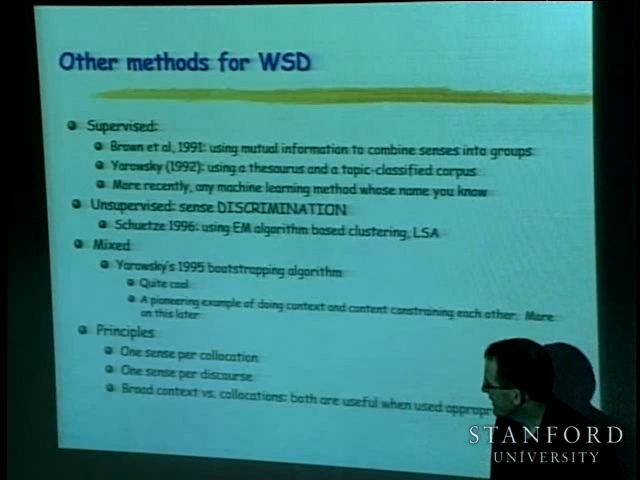 Other methods for WSD
Supervised:
Brown et al, 1991: using mutual information to combine senses into groups
Yarowsky (1992): using a thesaurus and a topic-classified corpus
More recently, any machine learning method whose name you know
Unsupervised: sense DISCRIMINATION
Schuetze 1996: using EM algorithm based clustering, LSA
Mixed
Yarowsky's 1995 bootstrapping algorithm
Quite cool
A pioneering example of doing context and content constraining each other. More
on this later
Principles
One sense per collocation
One sense per discourse
Broad context vs. collocations: both are useful when used appropr
STANFORD
UNIVERSITY